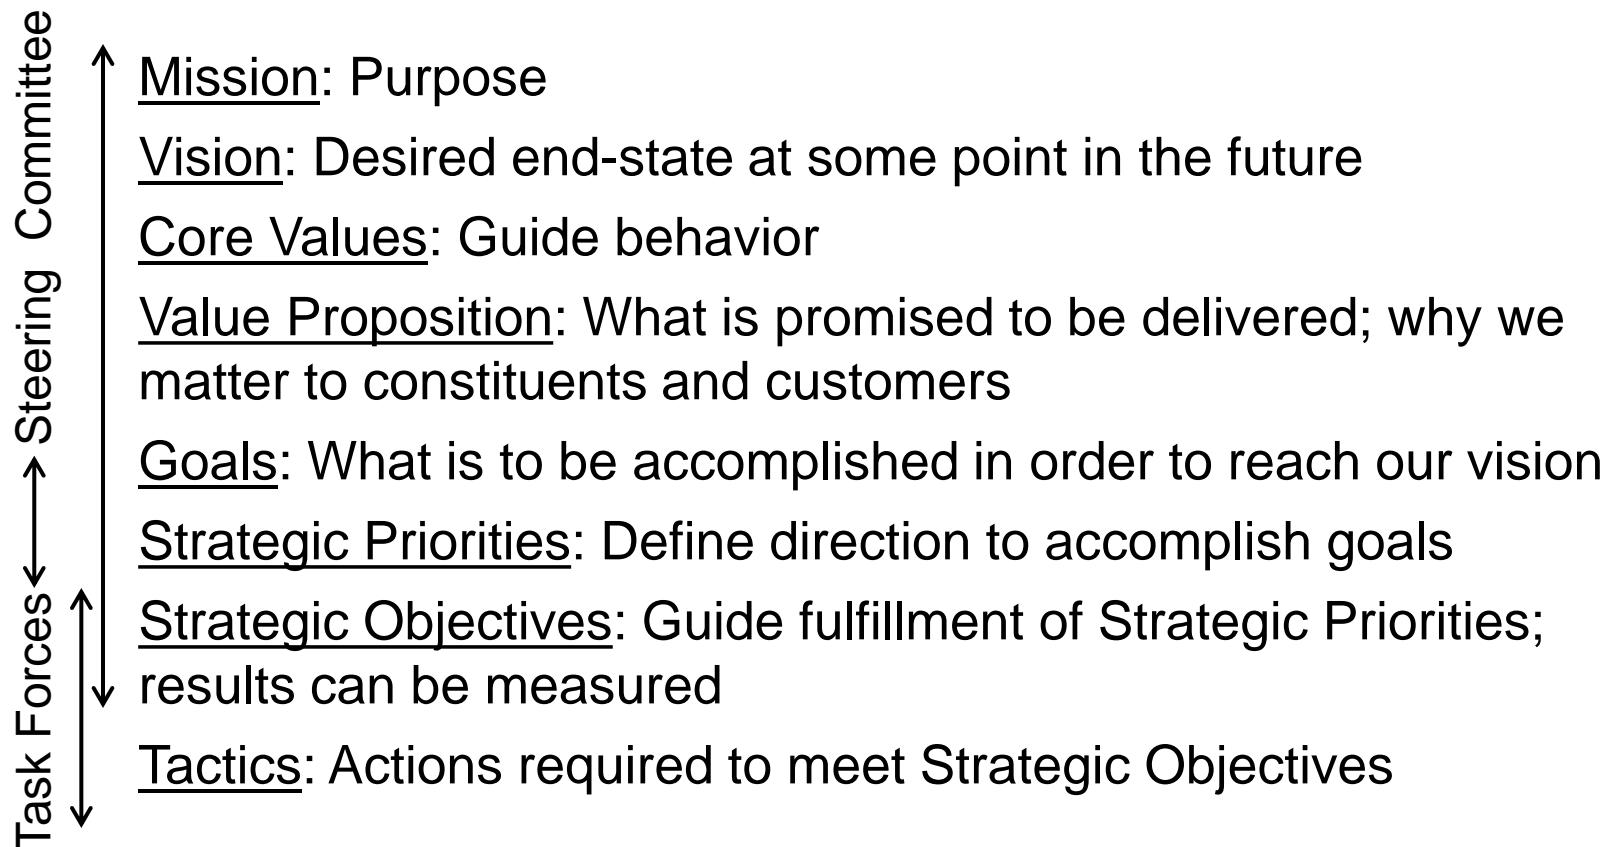 Mission: Purpose
Vision: Desired end-state at some point in the future
Core Values: Guide behavior
Value Proposition: What is promised to be delivered; why we
matter to constituents and customers
Goals: What is to be accomplished in order to reach our vision
Strategic Priorities: Define direction to accomplish goals
Strategic Objectives: Guide fulfillment of Strategic Priorities;
results can be measured
Tactics: Actions required to meet Strategic Objectives
Steering Committee
Task Forces